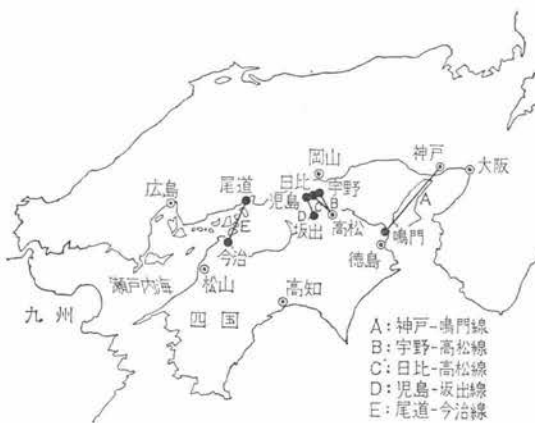 神戸
大阪
岡山
日比
宇野
尾道
広島
児島
C
B
A
D
坂出
高松
E
鳴門
徳島
今治
瀬戸内海
松山
高知
九州
四国
A:神戸-鳴門線
B:宇野-高松線
C:日比-高松線
D:児島-坂出線
E:尾道-今治線